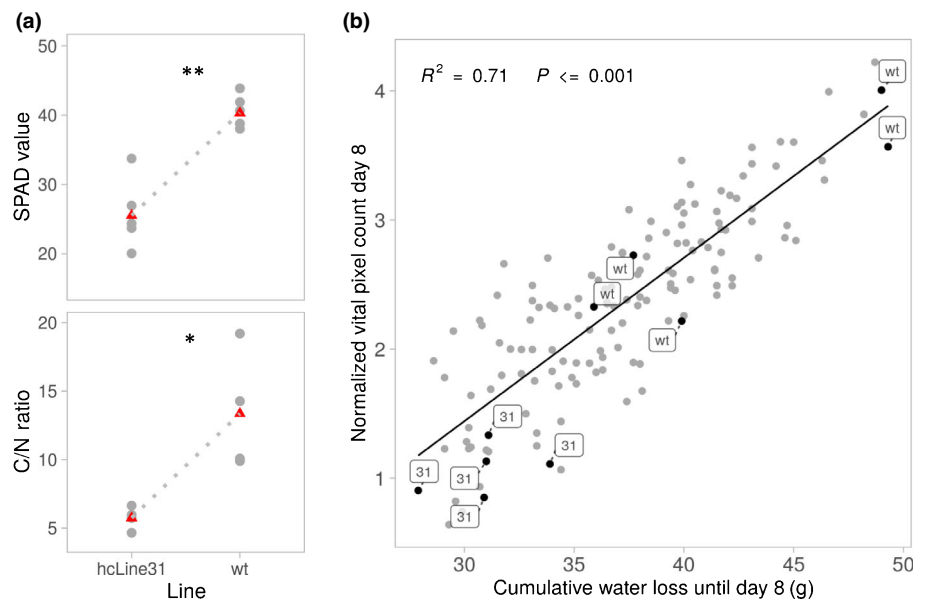 (a)
50
40
30
20
SPAD value
**
20
15
10
5
C/N ratio
*
hcLine31 wt
Line
(b)
R² = 0.71 P <= 0.001
4
3
2
1
Normalized vital pixel count day 8
wt
wt
wt
wt
wt
31
31
31
31
31
30 35 40 45 50
Cumulative water loss until day 8 (g)